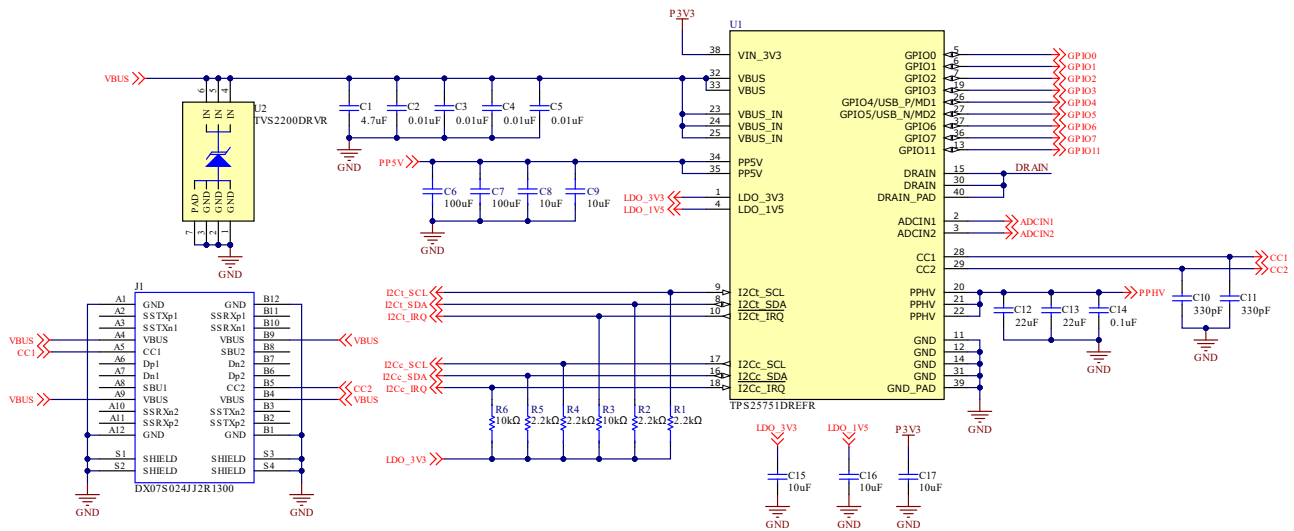 P3V3
U1
38 VIN_3V3 GPIO0 5 GPIO0
GPIO1 6 GPIO1
VBUS 32 VBUS GPIO2 7 GPIO2
33 VBUS GPIO3 19 GPIO3
GPIO4/USB_P/MD1 26 GPIO4
23 VBUS_IN GPIO5/USB_N/MD2 27 GPIO5
24 VBUS_IN GPIO6 37 GPIO6
25 VBUS_IN GPIO7 36 GPIO7
GPIO11 13 GPIO11
6 5 4
IN IN IN
U2
TVS2200DRVR
PAD GND GND GND
7 3 2 1
GND
C1
4.7uF
C2
0.01uF
C3
0.01uF
C4
0.01uF
C5
0.01uF
GND
PP5V 34 PP5V
35 PP5V
DRAIN 15 DRAIN
DRAIN 30
DRAIN_PAD 40
C6
100uF
C7
100uF
C8
10uF
C9
10uF
GND
LDO_3V3 1 LDO_3V3
LDO_1V5 4 LDO_1V5
ADCIN1 2 ADCIN1
ADCIN2 3 ADCIN2
CC1 28 CC1
CC2 29 CC2
I2Ct_SCL 9 I2Ct_SCL PPHV 20 PPHV
I2Ct_SDA 8 I2Ct_SDA PPHV 21
I2Ct_IRQ 10 I2Ct_IRQ PPHV 22
C12
22uF
C13
22uF
C14
0.1uF
GND
C10
330pF
C11
330pF
GND
GND 11
GND 12
I2Cc_SCL 17 I2Cc_SCL GND 14
I2Cc_SDA 16 I2Cc_SDA GND 31
I2Cc_IRQ 18 I2Cc_IRQ GND_PAD 39
TPS25751DREFR
GND
R6
10kΩ
R5
2.2kΩ
R4
2.2kΩ
R3
10kΩ
R2
2.2kΩ
R1
2.2kΩ
LDO_3V3
J1
A1 GND GND B12
A2 SSTXp1 SSRXp1 B11
A3 SSTXn1 SSRXn1 B10
VBUS A4 VBUS VBUS B9 VBUS
CC1 A5 CC1 SBU2 B8
A6 Dp1 Dn2 B7
A7 Dn1 Dp2 B6
A8 SBU1 CC2 B5 CC2
VBUS A9 VBUS VBUS B4 VBUS
A10 SSRXn2 SSTXn2 B3
A11 SSRXp2 SSTXp2 B2
A12 GND GND B1
S1 SHIELD SHIELD S3
S2 SHIELD SHIELD S4
DX07S024JJ2R1300
GND
GND
LDO_3V3
C15
10uF
GND
LDO_1V5
C16
10uF
GND
P3V3
C17
10uF
GND